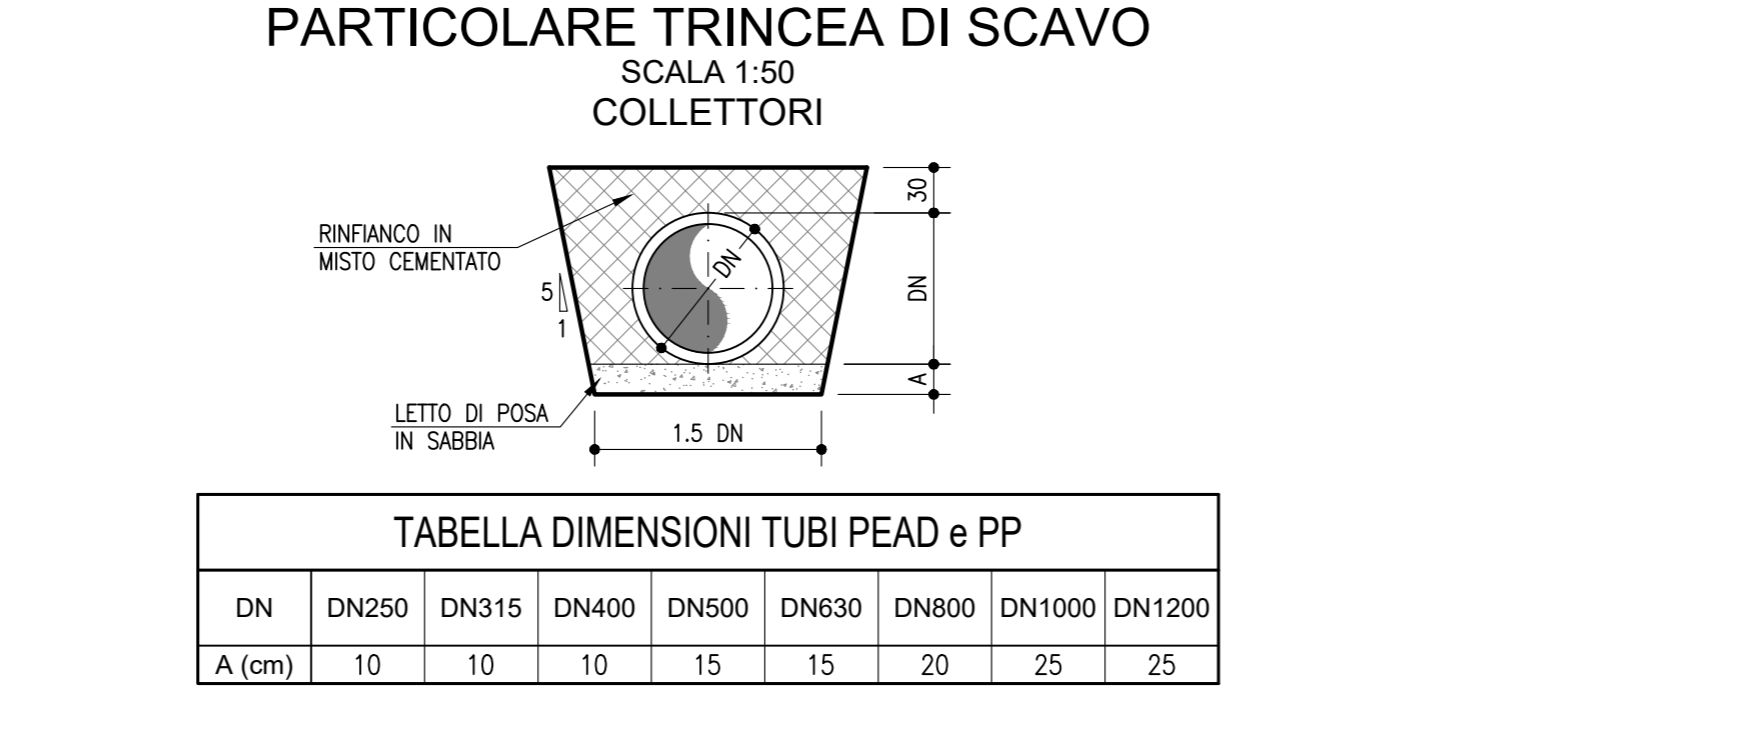 PARTICOLARE TRINCEA DI SCAVO
SCALA 1:50
COLLETTORI
30
RINFIANCO IN
MISTO CEMENTATO
DN
DN
5
1
A
LETTO DI POSA
IN SABBIA
1.5 DN
TABELLA DIMENSIONI TUBI PEAD e PP
DN DN250 DN315 DN400 DN500 DN630 DN800 DN1000 DN1200
A (cm) 10 10 10 15 15 20 25 25